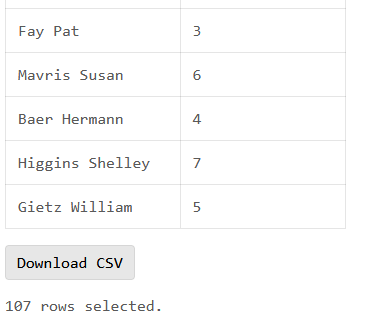 Fay Pat 3
Mavris Susan 6
Baer Hermann 4
Higgins Shelley 7
Gietz William 5
Download CSV
107 rows selected.